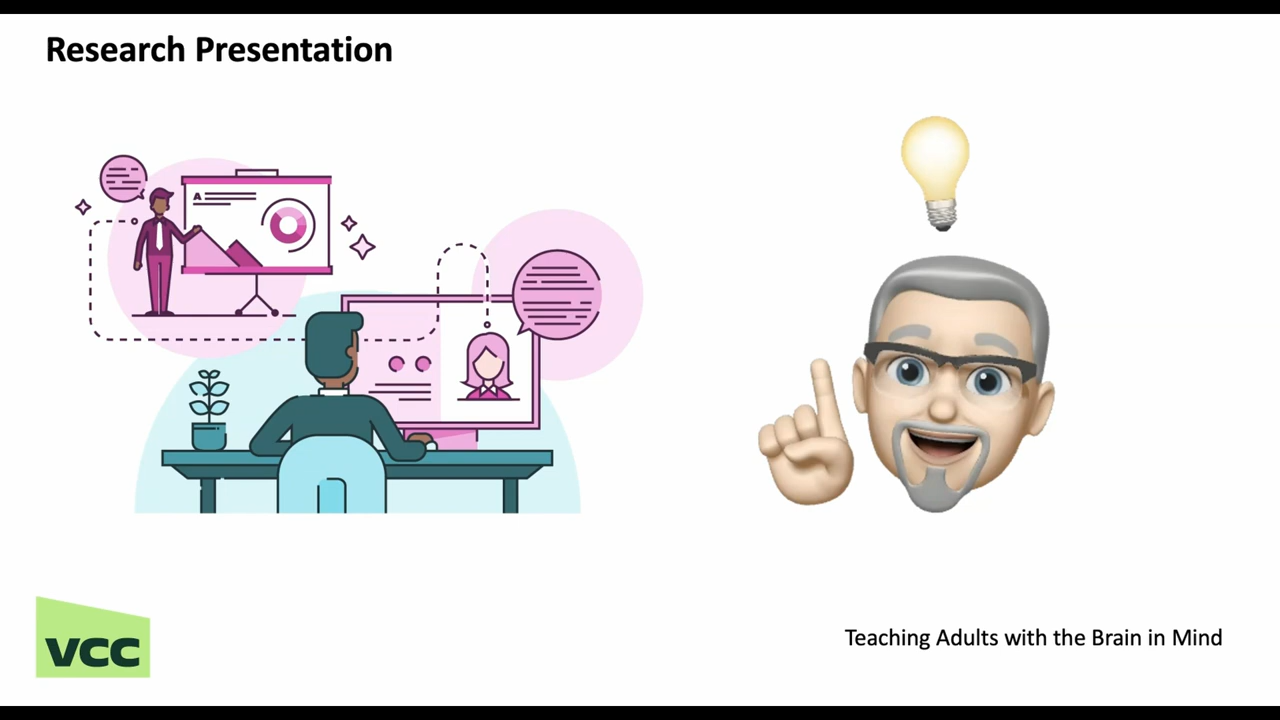 Research Presentation
A
VCC
Teaching Adults with the Brain in Mind